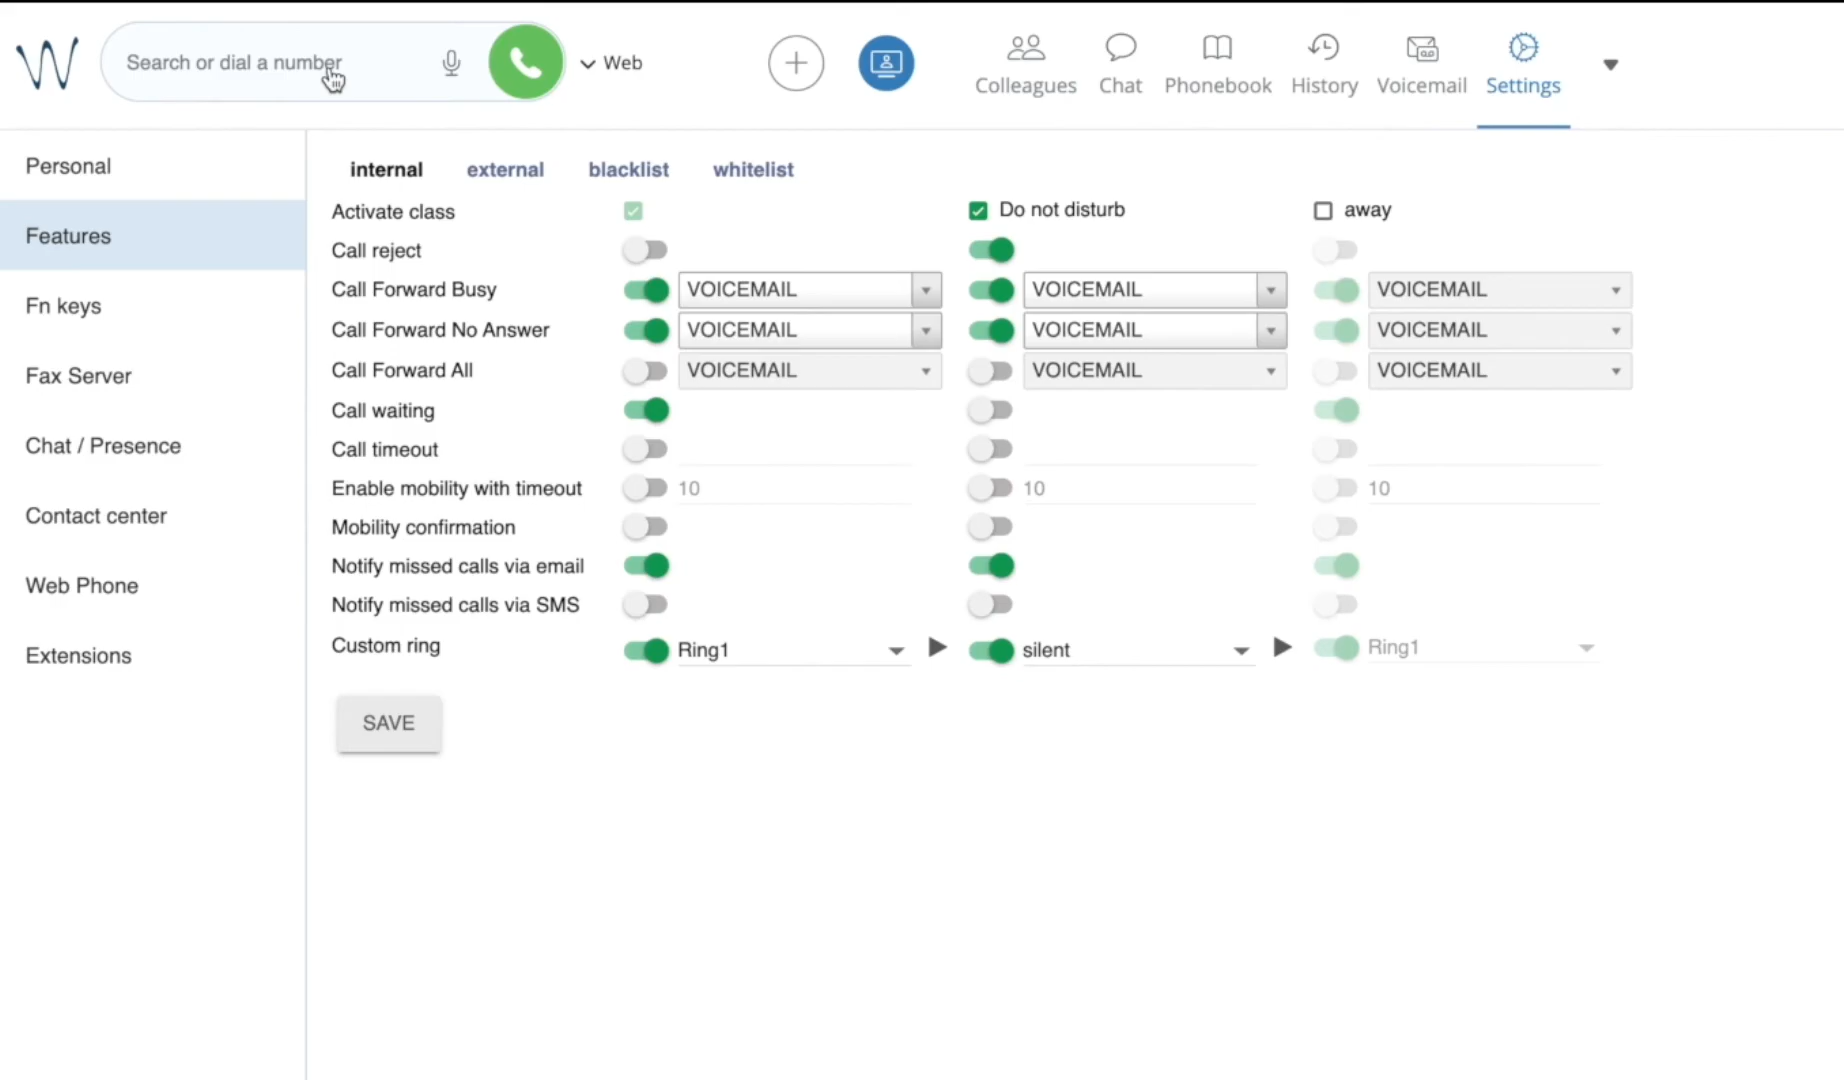 W
Search or dial a number
Web
Colleagues
Chat
Phonebook
History
Voicemail
Settings
Personal
Features
Fn keys
Fax Server
Chat / Presence
Contact center
Web Phone
Extensions
internal external blacklist whitelist
Activate class Do not disturb away
Call reject
Call Forward Busy VOICEMAIL VOICEMAIL VOICEMAIL
Call Forward No Answer VOICEMAIL VOICEMAIL VOICEMAIL
Call Forward All VOICEMAIL VOICEMAIL VOICEMAIL
Call waiting
Call timeout
Enable mobility with timeout 10 10 10
Mobility confirmation
Notify missed calls via email
Notify missed calls via SMS
Custom ring Ring1 silent Ring1
SAVE